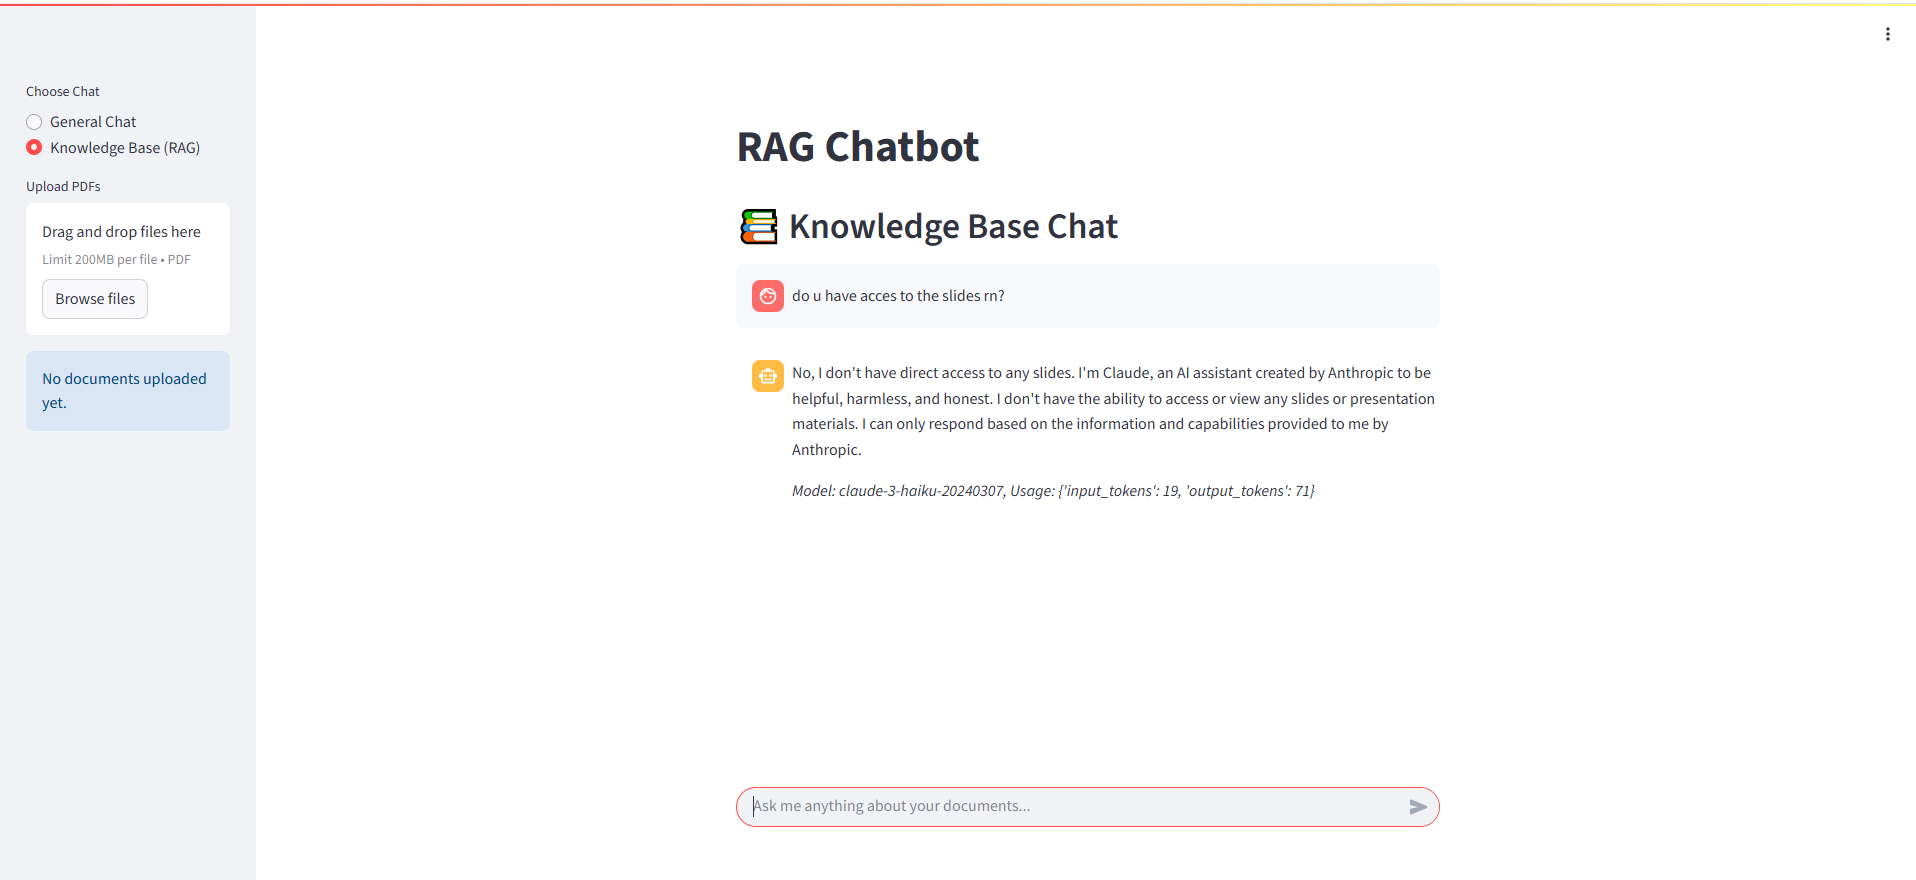 Choose Chat
General Chat
Knowledge Base (RAG)
Upload PDFs
Drag and drop files here
Limit 200MB per file • PDF
Browse files
No documents uploaded
yet.
RAG Chatbot
📚 Knowledge Base Chat
do u have acces to the slides rn?
No, I don't have direct access to any slides. I'm Claude, an AI assistant created by Anthropic to be
helpful, harmless, and honest. I don't have the ability to access or view any slides or presentation
materials. I can only respond based on the information and capabilities provided to me by
Anthropic.
Model: claude-3-haiku-20240307, Usage: {'input_tokens': 19, 'output_tokens': 71}
Ask me anything about your documents...